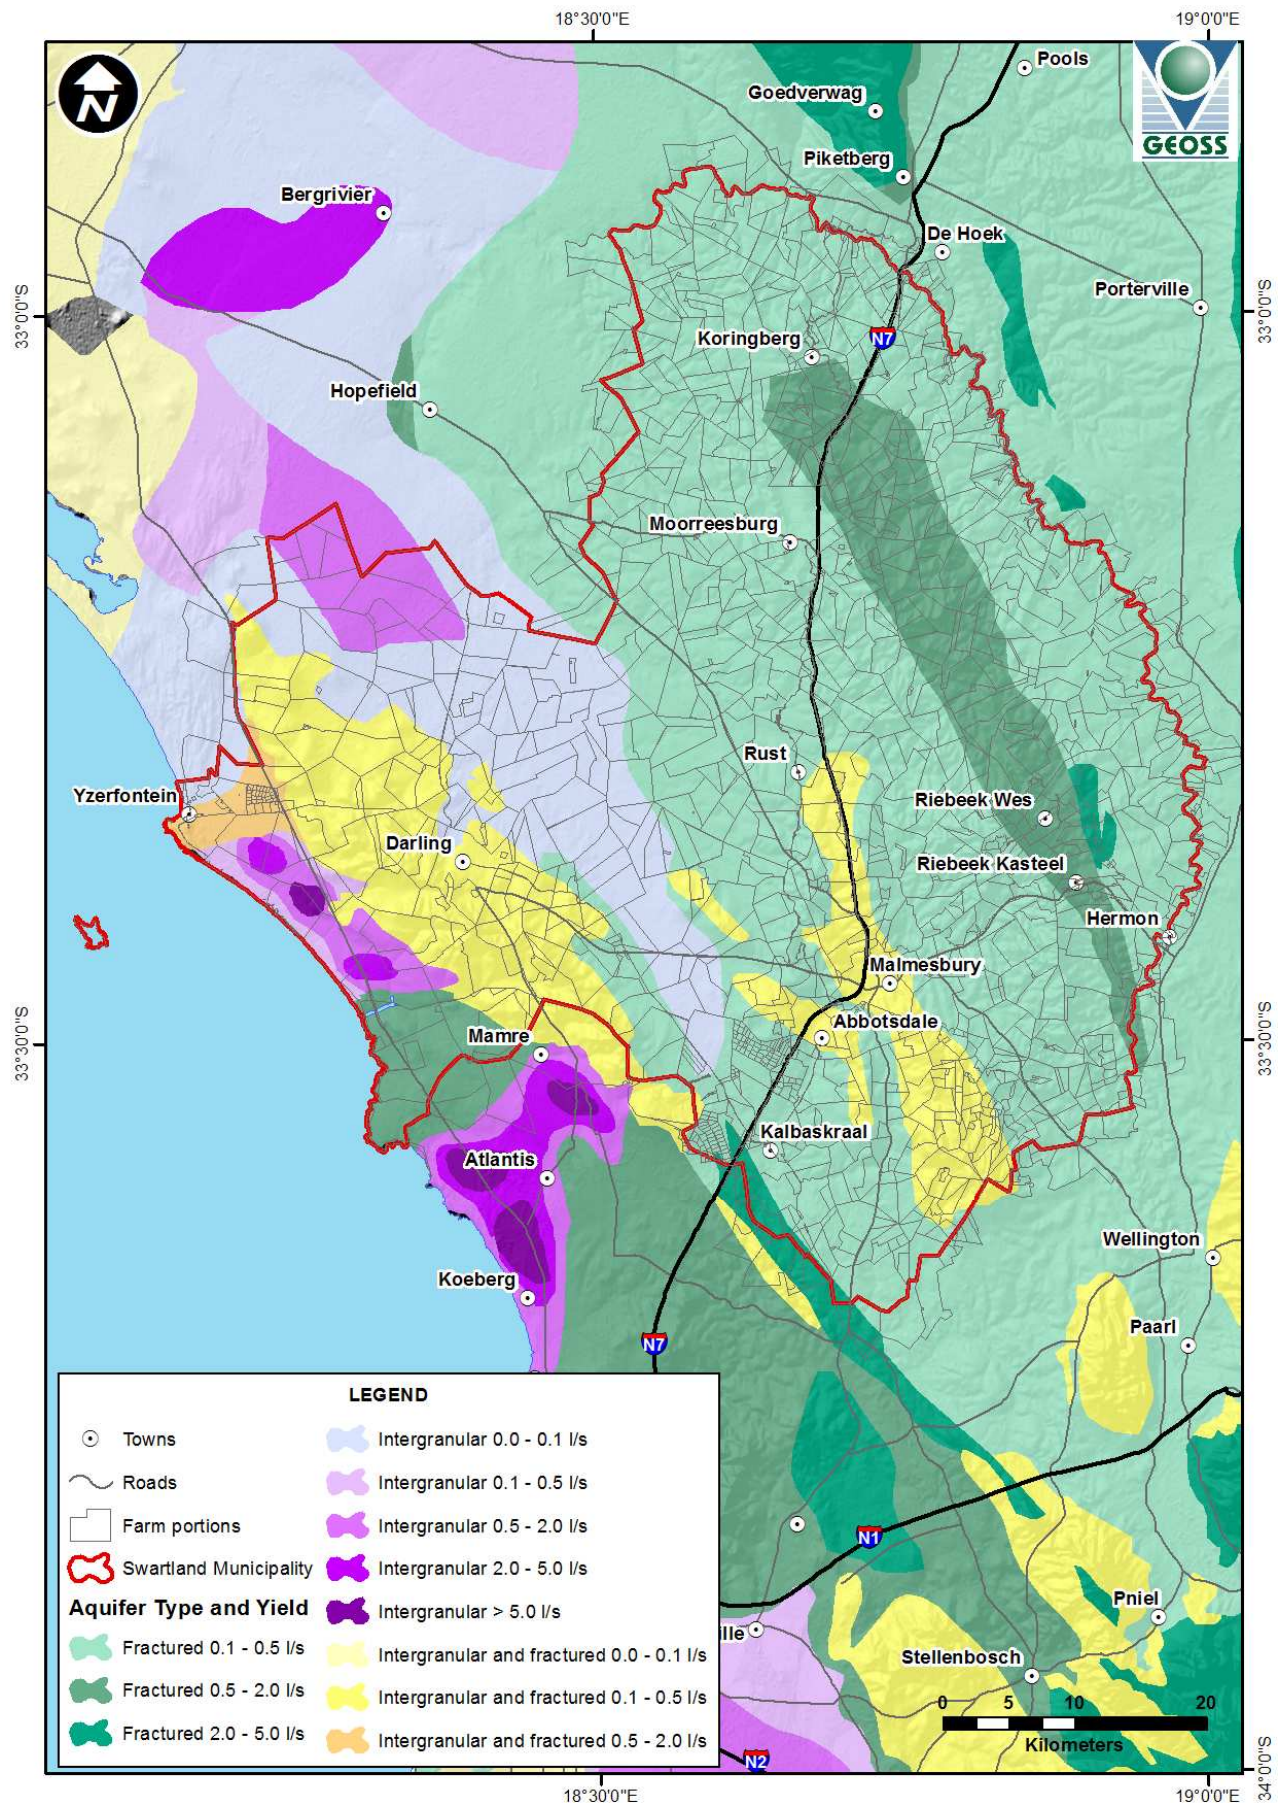 18°30'0"E
19°0'0"E
N
Pools
Goedverwag
GEOSS
Piketberg
Bergrivier
De Hoek
Porterville
33°0'0"S
33°0'0"S
Koringberg
N7
Hopefield
Moorreesburg
Rust
Yzerfontein
Riebeek Wes
Darling
Riebeek Kasteel
Hermon
Malmesbury
Abbotsdale
Mamre
33°30'0"S
33°30'0"S
Kalbaskraal
Atlantis
Wellington
Koeberg
Paarl
N7
LEGEND
Towns
Roads
Farm portions
Swartland Municipality
Aquifer Type and Yield
Fractured 0.1 - 0.5 l/s
Fractured 0.5 - 2.0 l/s
Fractured 2.0 - 5.0 l/s
Intergranular 0.0 - 0.1 l/s
Intergranular 0.1 - 0.5 l/s
Intergranular 0.5 - 2.0 l/s
Intergranular 2.0 - 5.0 l/s
Intergranular > 5.0 l/s
Intergranular and fractured 0.0 - 0.1 l/s
Intergranular and fractured 0.1 - 0.5 l/s
Intergranular and fractured 0.5 - 2.0 l/s
N1
Pniel
ille
Stellenbosch
0 5 10 20
Kilometers
N2
34°0'0"S
18°30'0"E
19°0'0"E